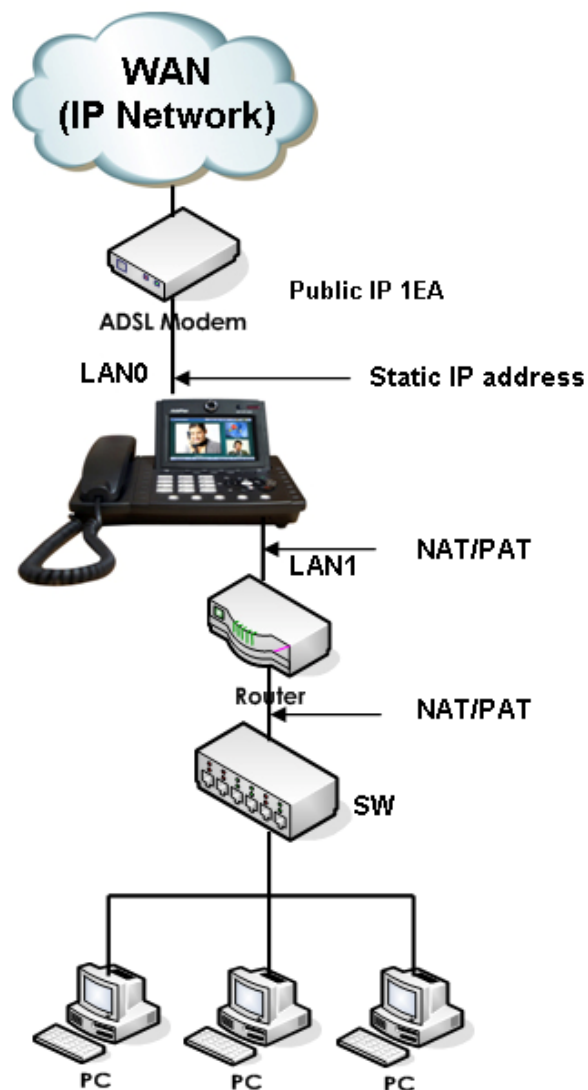 WAN
(IP Network)
Public IP 1EA
ADSL Modem
LAN0
Static IP address
NAT/PAT
LAN1
Router
NAT/PAT
SW
PC
PC
PC